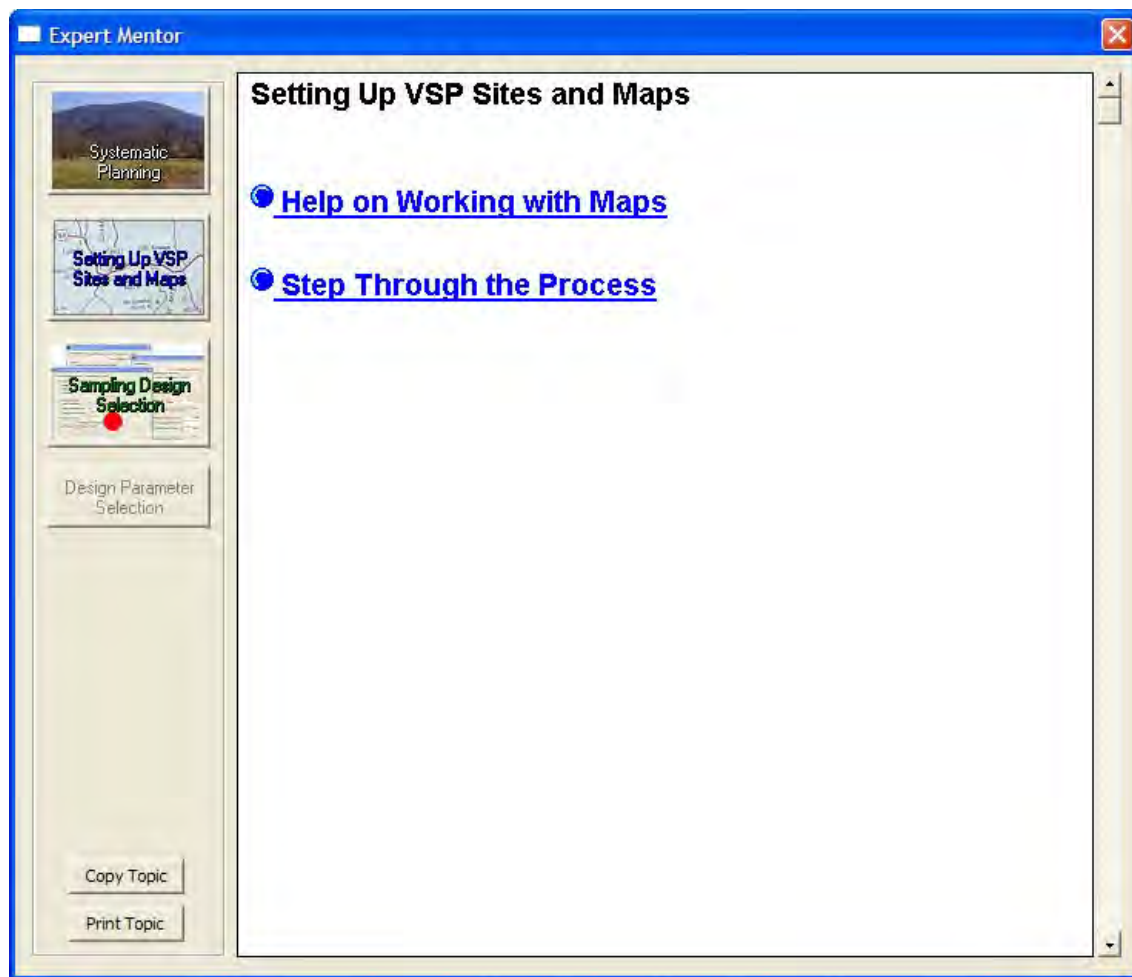 Expert Mentor
Systematic
Planning
Setting Up VSP
Sites and Maps
Sampling Design
Selection
Design Parameter
Selection
Copy Topic
Print Topic
Setting Up VSP Sites and Maps
Help on Working with Maps
Step Through the Process